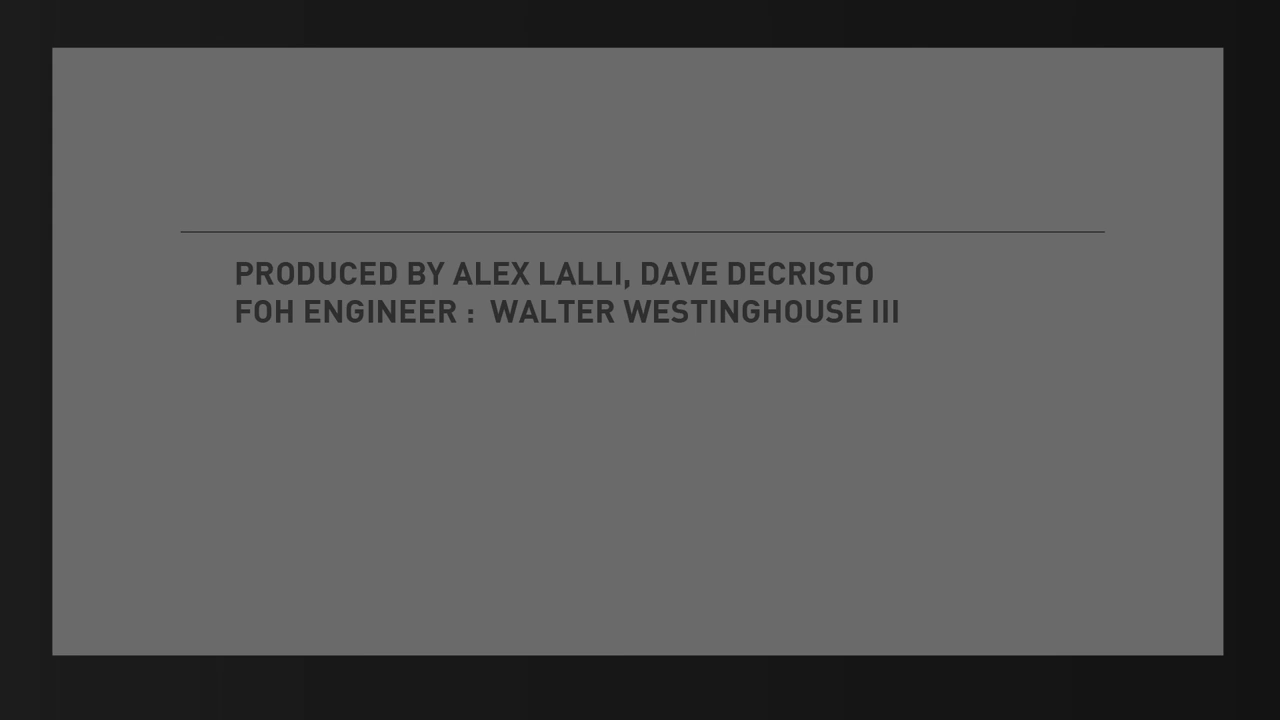 PRODUCED BY ALEX LALLI, DAVE DECRISTO
FOH ENGINEER :  WALTER WESTINGHOUSE III